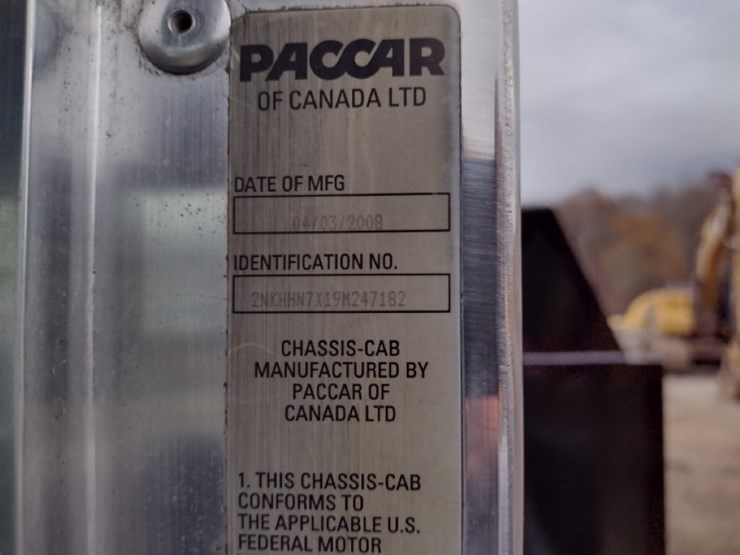 PACCAR
OF CANADA LTD
DATE OF MFG
04/03/2008
IDENTIFICATION NO.
2NKHHN7X19M247182
CHASSIS-CAB
MANUFACTURED BY
PACCAR OF
CANADA LTD
1. THIS CHASSIS-CAB
CONFORMS TO
THE APPLICABLE U.S.
FEDERAL MOTOR